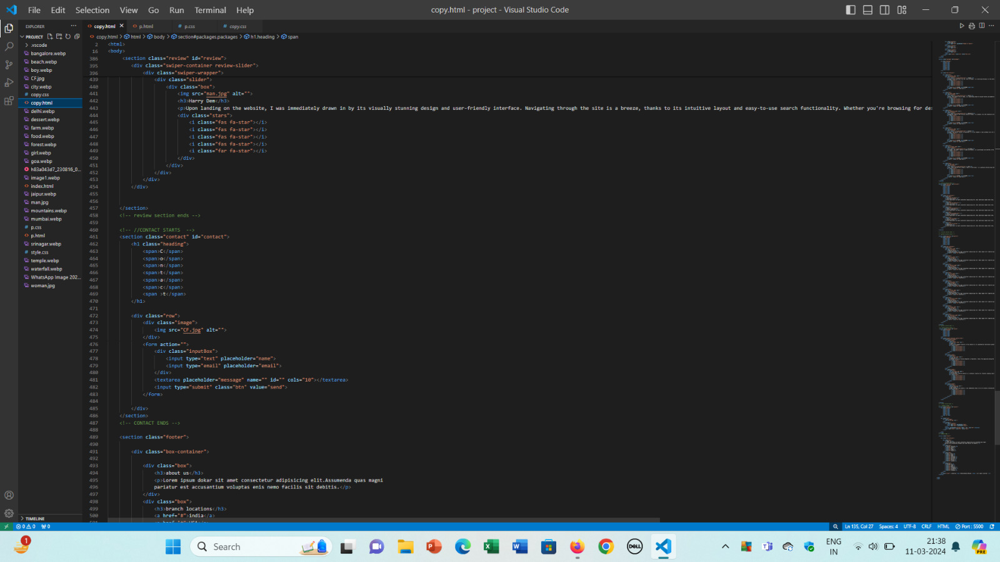 File Edit Selection View Go Run Terminal Help
copy.html - project - Visual Studio Code
EXPLORER
copy.html
p.html
p.css
copy.css
PROJECT
copy.html > html > body > section#packages.packages > h1.heading > span
.vscode
bangalore.webp
beach.webp
boy.webp
CF.jpg
city.webp
copy.css
copy.html
delhi.webp
dessert.webp
farm.webp
food.webp
forest.webp
girl.webp
goa.webp
h83a043d7_230816_0...
image1.webp
index.html
jaipur.webp
man.jpg
mountains.webp
mumbai.webp
p.css
p.html
srinagar.webp
style.css
temple.webp
waterfall.webp
WhatsApp Image 202...
woman.jpg
TIMELINE
2 <html>
16 <body>
386 <section class="review" id="review">
395 <div class="swiper-container review-slider">
396 <div class="swiper-wrapper">
439 <div class="slider">
440 <div class="box">
441 <img src="man.jpg" alt="">
442 <h3>Harry Dem</h3>
443 <p>Upon landing on the website, I was immediately drawn in by its visually stunning design and user-friendly interface. Navigating through the site is a breeze, thanks to its intuitive layout and easy-to-use search functionality. Whether you're browsing for des
444 <div class="stars">
445 <i class="fas fa-star"></i>
446 <i class="fas fa-star"></i>
447 <i class="fas fa-star"></i>
448 <i class="fas fa-star"></i>
449 <i class="far fa-star"></i>
450 </div>
451 </div>
452 </div>
453 </div>
454 </div>
455
456
457 </section>
458 <!-- review section ends -->
459
460 <!-- //CONTACT STARTS  -->
461 <section class="contact" id="contact">
462 <h1 class="heading">
463 <span>C</span>
464 <span>o</span>
465 <span>n</span>
466 <span>t</span>
467 <span>a</span>
468 <span>c</span>
469 <span >t</span>
470 </h1>
471
472 <div class="row">
473 <div class="image">
474 <img src="CF.jpg" alt="">
475 </div>
476 <form action="">
477 <div class="inputBox">
478 <input type="text" placeholder="name">
479 <input type="email" placeholder="email">
480 </div>
481 <textarea placeholder="message" name="" id="" cols="10"></textarea>
482 <input type="submit" class="btn" value="send">
483 </form>
484
485 </div>
486 </section>
487 <!-- CONTACT ENDS -->
488
489 <section class="footer">
490
491 <div class="box-container">
492
493 <div class="box">
494 <h3>about us</h3>
495 <p>Lorem ipsum dokar sit amet consectetur adipisicing elit.Assumenda quas magni
496 pariatur est accusantium voluptas enis nemo facilis sit debitis.</p>
497 </div>
498 <div class="box">
499 <h3>branch locations</h3>
500 <a href="#">india</a>
0 0 0
Ln 135, Col 27 Spaces: 4 UTF-8 CRLF HTML Port : 5500
1
Search
DELL
ENG
IN
21:38
11-03-2024
PRE